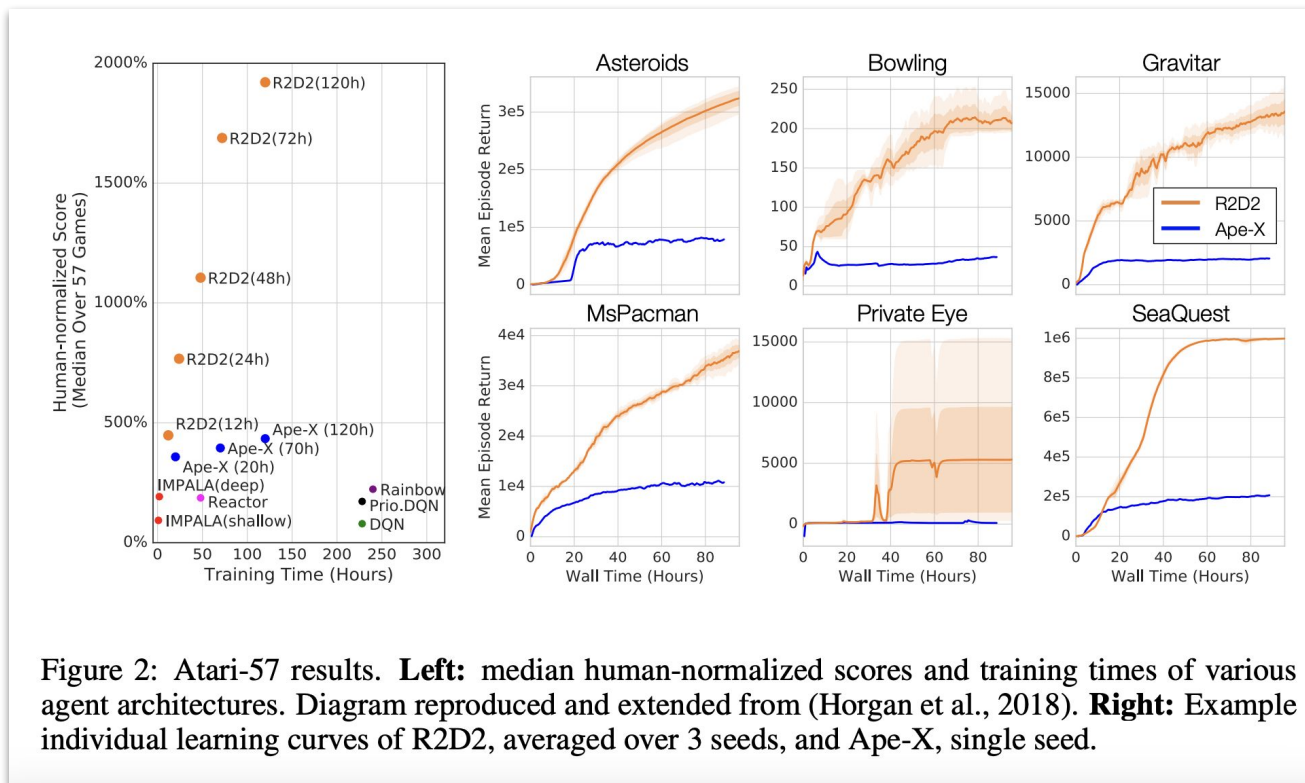 2000%
1500%
1000%
500%
0%
Human-normalized Score
(Median Over 57 Games)
R2D2(120h)
R2D2(72h)
R2D2(48h)
R2D2(24h)
R2D2(12h)
Ape-X (120h)
Ape-X (70h)
Ape-X (20h)
IMPALA(deep)
Reactor
IMPALA(shallow)
Rainbow
Prio.DQN
DQN
0 50 100 150 200 250 300
Training Time (Hours)
Asteroids
Mean Episode Return
3e5
2e5
1e5
0
Bowling
250
200
150
100
50
0
Gravitar
15000
10000
5000
0
R2D2
Ape-X
MsPacman
Mean Episode Return
4e4
3e4
2e4
1e4
0
0 20 40 60 80
Wall Time (Hours)
Private Eye
15000
10000
5000
0
0 20 40 60 80
Wall Time (Hours)
SeaQuest
1e6
8e5
6e5
4e5
2e5
0
0 20 40 60 80
Wall Time (Hours)
Figure 2: Atari-57 results. Left: median human-normalized scores and training times of various
agent architectures. Diagram reproduced and extended from (Horgan et al., 2018). Right: Example
individual learning curves of R2D2, averaged over 3 seeds, and Ape-X, single seed.